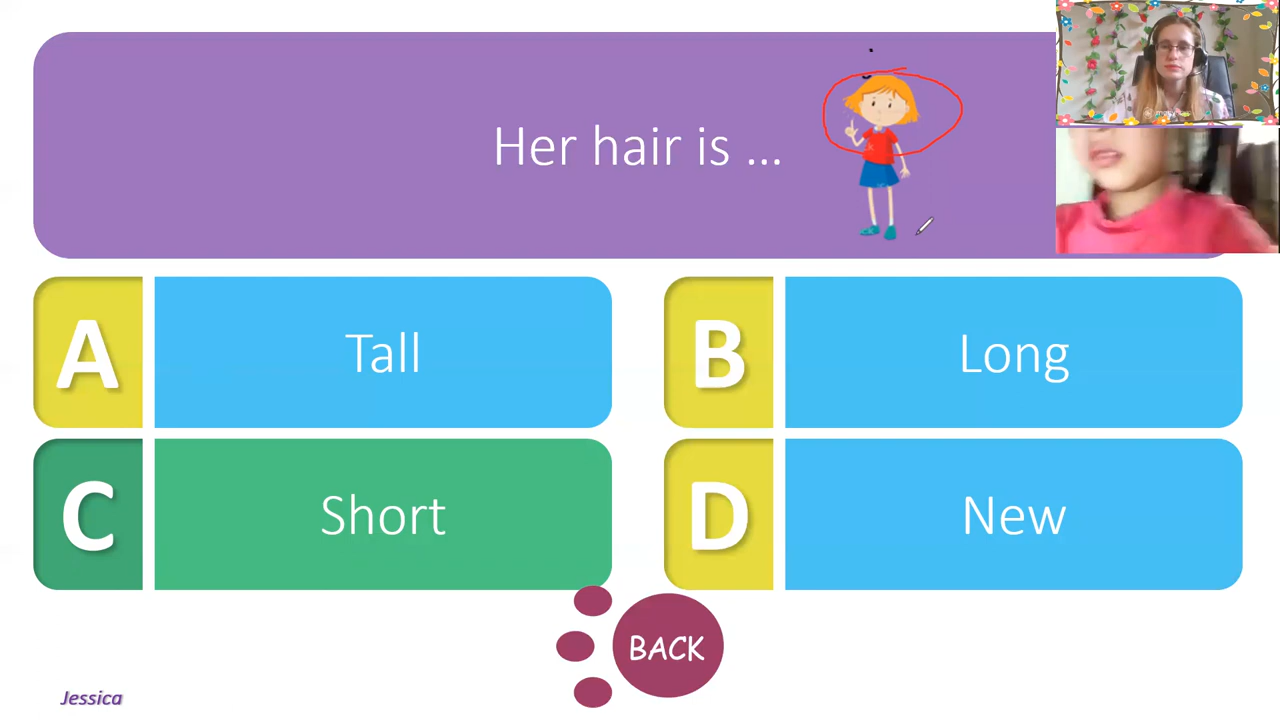 Her hair is ...
A
Tall
B
Long
C
Short
D
New
BACK
Jessica